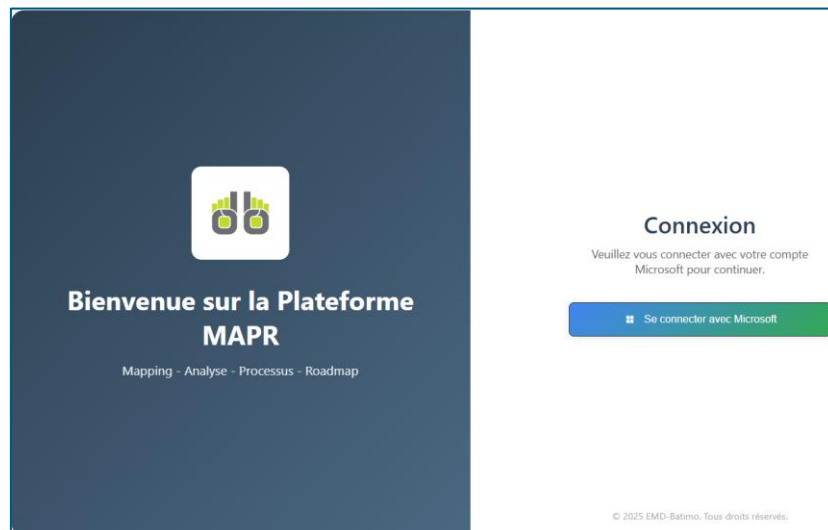 Bienvenue sur la Plateforme
MAPR
Mapping - Analyse - Processus - Roadmap
Connexion
Veuillez vous connecter avec votre compte
Microsoft pour continuer.
Se connecter avec Microsoft
© 2025 EMD-Batimo. Tous droits réservés.